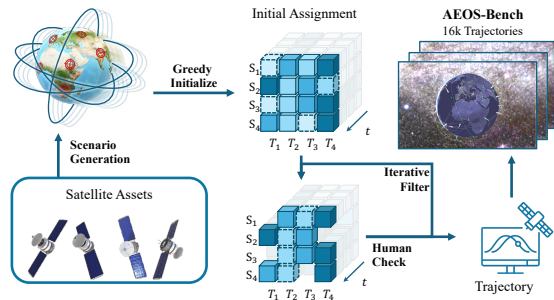 Initial Assignment
AEOS-Bench
16k Trajectories
Greedy
Initialize
S1
S2
S3
S4
T1 T2 T3 T4
t
Scenario
Generation
Iterative
Filter
Satellite Assets
S1
S2
S3
S4
Human
Check
T1 T2 T3 T4
t
Trajectory